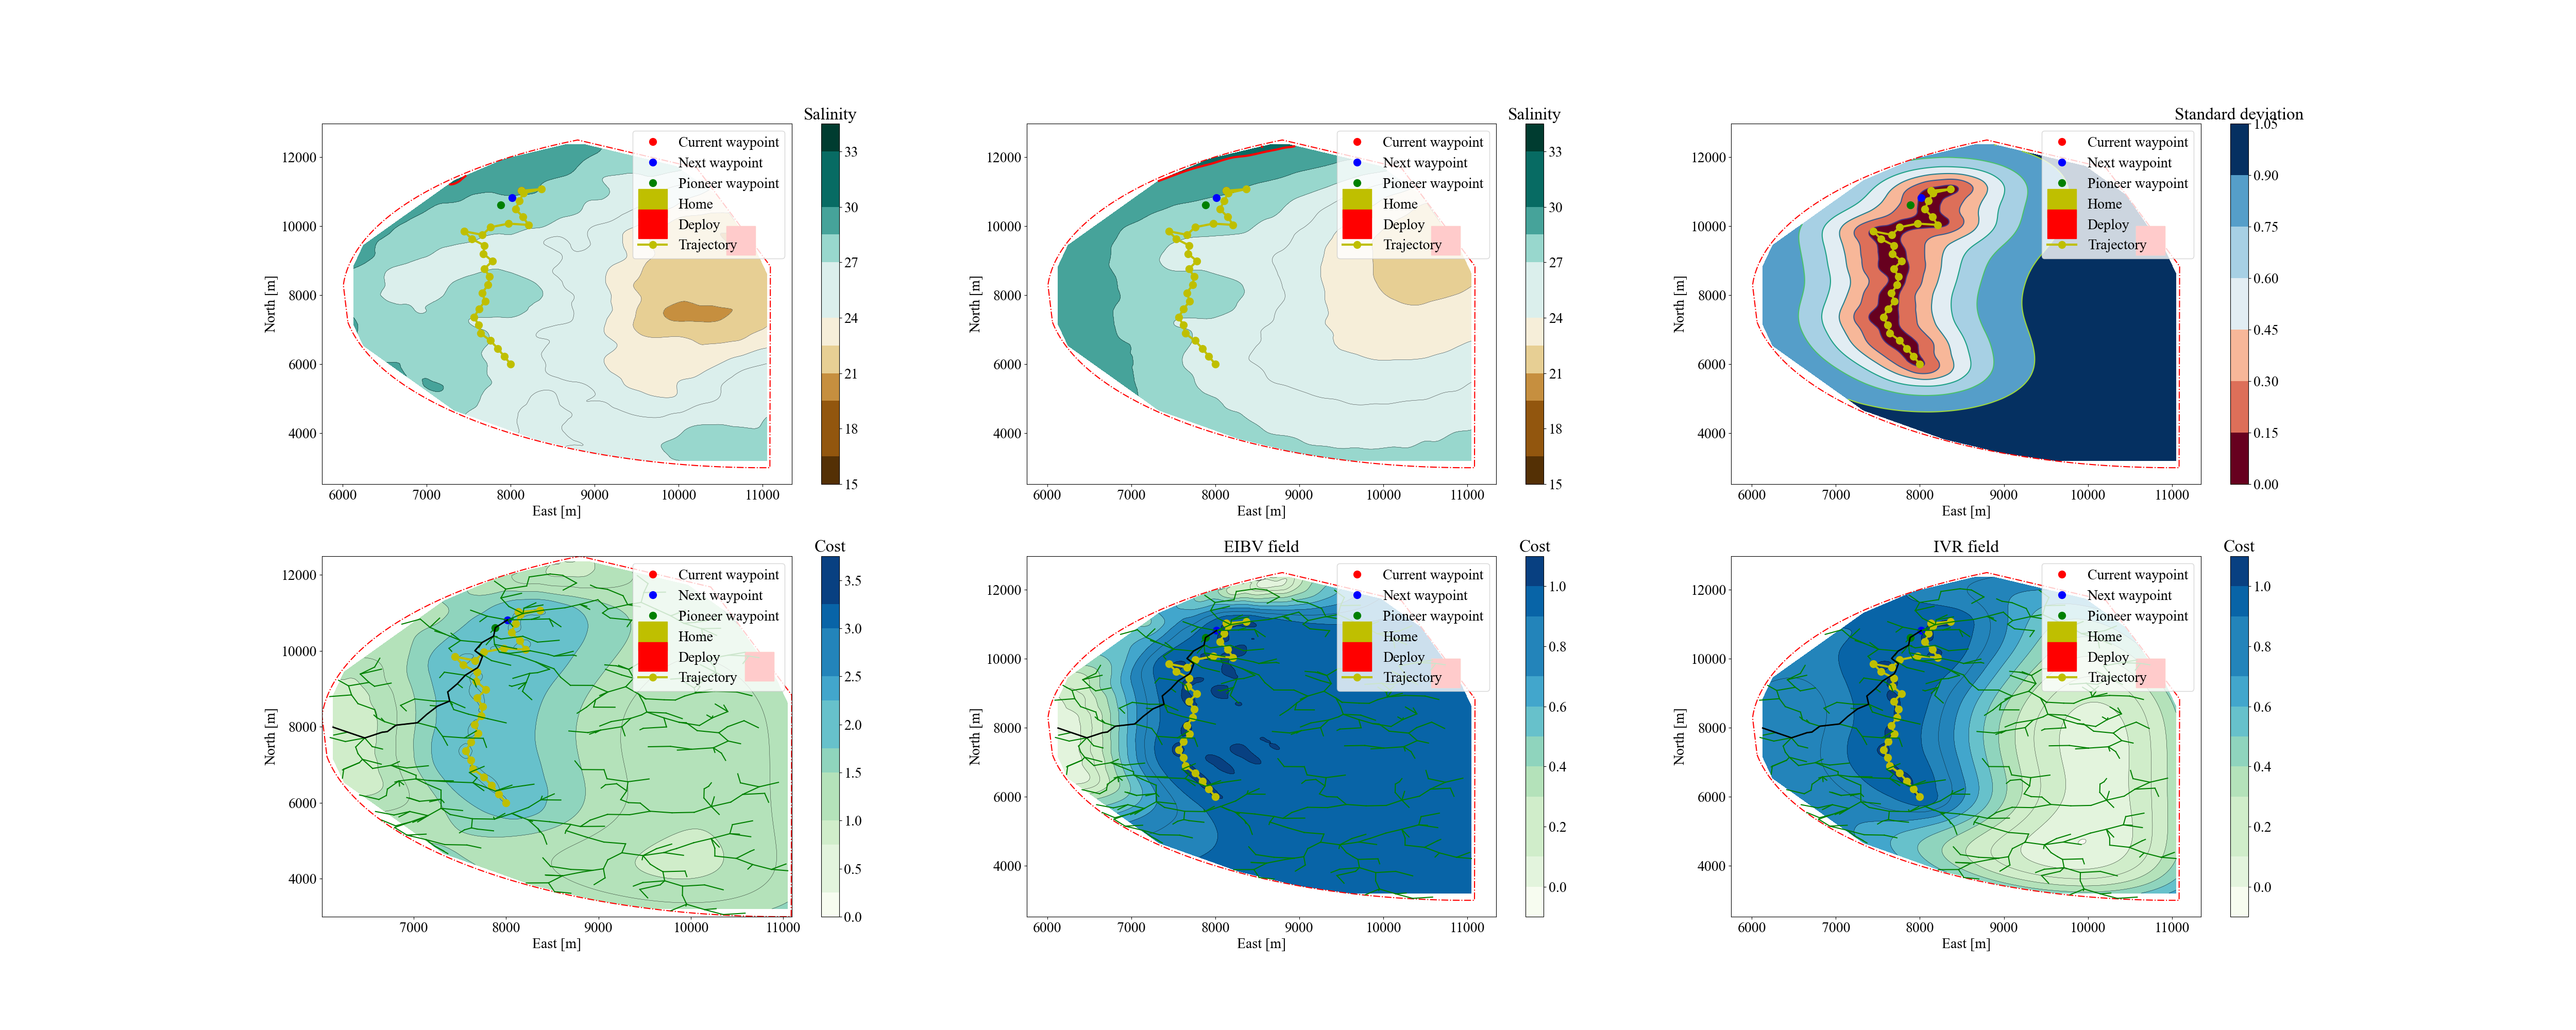 Salinity
Current waypoint
Next waypoint
Pioneer waypoint
Home
Deploy
Trajectory
North [m]
12000
10000
8000
6000
4000
6000 7000 8000 9000 10000 11000
East [m]
33
30
27
24
21
18
15
Salinity
Current waypoint
Next waypoint
Pioneer waypoint
Home
Deploy
Trajectory
North [m]
12000
10000
8000
6000
4000
6000 7000 8000 9000 10000 11000
East [m]
33
30
27
24
21
18
15
Standard deviation
Current waypoint
Next waypoint
Pioneer waypoint
Home
Deploy
Trajectory
North [m]
12000
10000
8000
6000
4000
6000 7000 8000 9000 10000 11000
East [m]
1.05
0.90
0.75
0.60
0.45
0.30
0.15
0.00
Cost
Current waypoint
Next waypoint
Pioneer waypoint
Home
Deploy
Trajectory
North [m]
12000
10000
8000
6000
4000
7000 8000 9000 10000 11000
East [m]
3.5
3.0
2.5
2.0
1.5
1.0
0.5
0.0
EIBV field
Cost
Current waypoint
Next waypoint
Pioneer waypoint
Home
Deploy
Trajectory
North [m]
12000
10000
8000
6000
4000
6000 7000 8000 9000 10000 11000
East [m]
1.0
0.8
0.6
0.4
0.2
0.0
IVR field
Cost
Current waypoint
Next waypoint
Pioneer waypoint
Home
Deploy
Trajectory
North [m]
12000
10000
8000
6000
4000
6000 7000 8000 9000 10000 11000
East [m]
1.0
0.8
0.6
0.4
0.2
0.0